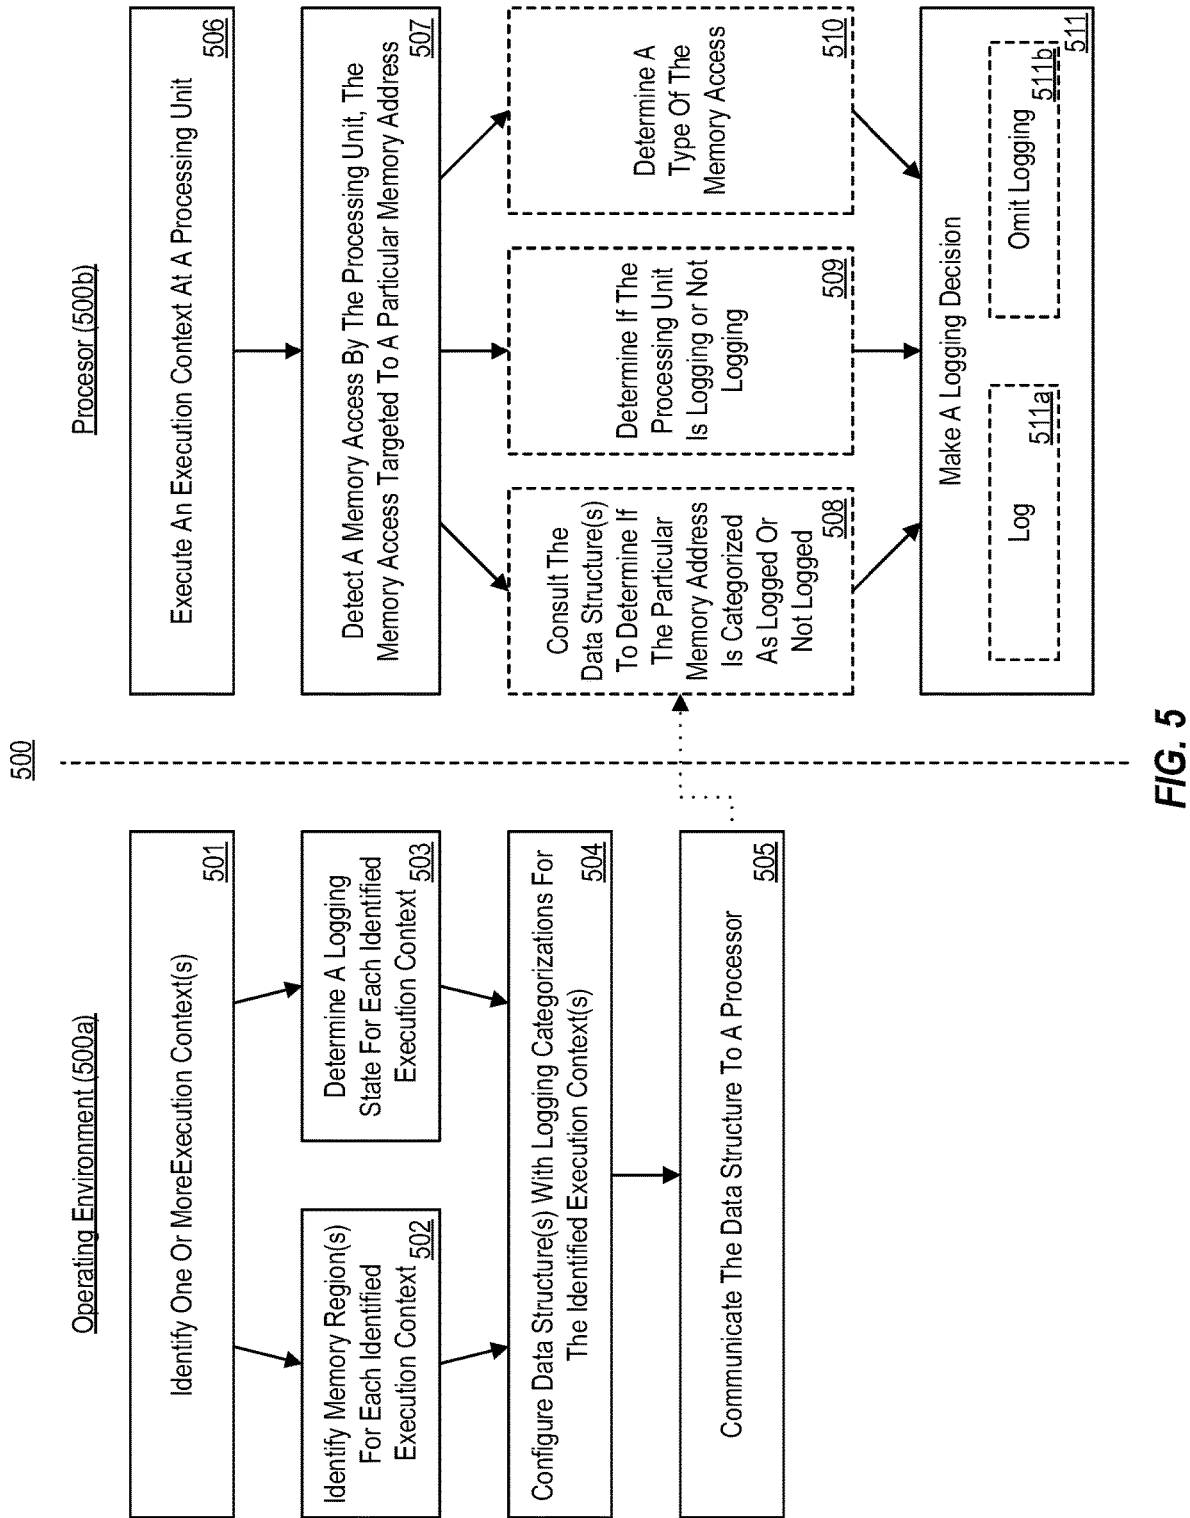 500
Operating Environment (500a)
Identify One Or MoreExecution Context(s)
501
Identify Memory Region(s)
For Each Identified
Execution Context
502
Determine A Logging
State For Each Identified
Execution Context
503
Configure Data Structure(s) With Logging Categorizations For
The Identified Execution Context(s)
504
Communicate The Data Structure To A Processor
505
Procesor (500b)
Execute An Execution Context At A Processing Unit
506
Detect A Memory Access By The Processing Unit, The
Memory Access Targeted To A Particular Memory Address
507
Consult The
Data Structure(s)
To Determine If
The Particular
Memory Address
Is Categorized
As Logged Or
Not Logged
508
Determine If The
Processing Unit
Is Logging or Not
Logging
509
Determine A
Type Of The
Memory Access
510
Make A Logging Decision
Log
511a
Omit Logging
511b
511
FIG. 5